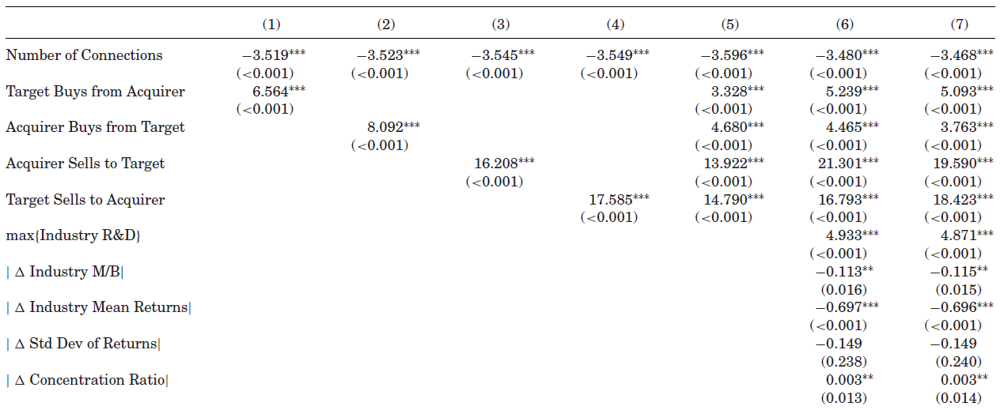 (1) (2) (3) (4) (5) (6) (7)
Number of Connections −3.519*** −3.523*** −3.545*** −3.549*** −3.596*** −3.480*** −3.468***
(<0.001) (<0.001) (<0.001) (<0.001) (<0.001) (<0.001) (<0.001)
Target Buys from Acquirer 6.564*** 3.328*** 5.239*** 5.093***
(<0.001) (<0.001) (<0.001) (<0.001)
Acquirer Buys from Target 8.092*** 4.680*** 4.465*** 3.763***
(<0.001) (<0.001) (<0.001) (<0.001)
Acquirer Sells to Target 16.208*** 13.922*** 21.301*** 19.590***
(<0.001) (<0.001) (<0.001) (<0.001)
Target Sells to Acquirer 17.585*** 14.790*** 16.793*** 18.423***
(<0.001) (<0.001) (<0.001) (<0.001)
max{Industry R&D} 4.933*** 4.871***
(<0.001) (<0.001)
| Δ Industry M/B| −0.113** −0.115**
(0.016) (0.015)
| Δ Industry Mean Returns| −0.697*** −0.696***
(<0.001) (<0.001)
| Δ Std Dev of Returns| −0.149 −0.149
(0.238) (0.240)
| Δ Concentration Ratio| 0.003** 0.003**
(0.013) (0.014)